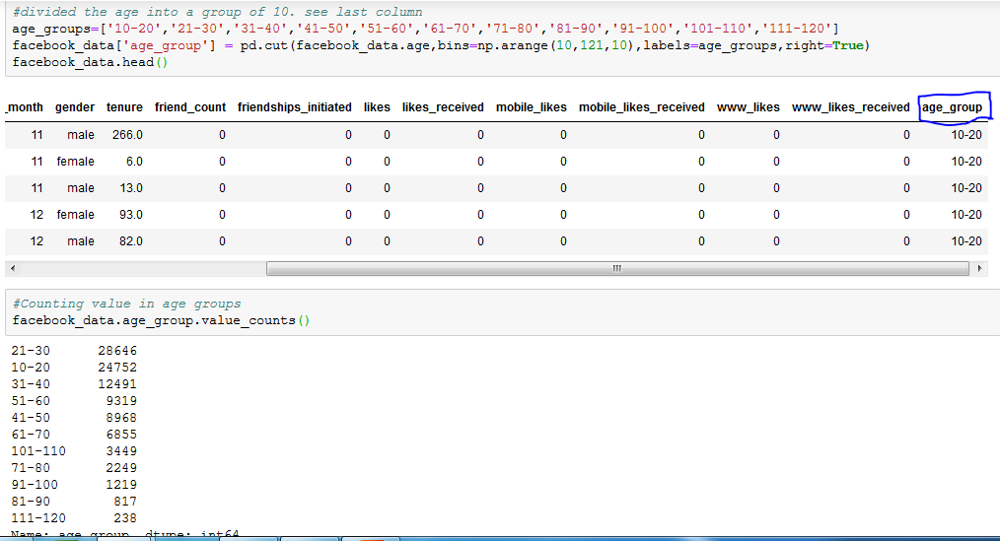 #divided the age into a group of 10. see last column
age_groups=['10-20','21-30','31-40','41-50','51-60','61-70','71-80','81-90','91-100','101-110','111-120']
facebook_data['age_group'] = pd.cut(facebook_data.age,bins=np.arange(10,121,10),labels=age_groups,right=True)
facebook_data.head()
_month gender tenure friend_count friendships_initiated likes likes_received mobile_likes mobile_likes_received www_likes www_likes_received age_group
11 male 266.0 0 0 0 0 0 0 0 0 10-20
11 female 6.0 0 0 0 0 0 0 0 0 10-20
11 male 13.0 0 0 0 0 0 0 0 0 10-20
12 female 93.0 0 0 0 0 0 0 0 0 10-20
12 male 82.0 0 0 0 0 0 0 0 0 10-20
#Counting value in age groups
facebook_data.age_group.value_counts()
21-30 28646
10-20 24752
31-40 12491
51-60 9319
41-50 8968
61-70 6855
101-110 3449
71-80 2249
91-100 1219
81-90 817
111-120 238
Name: age_group, dtype: int64